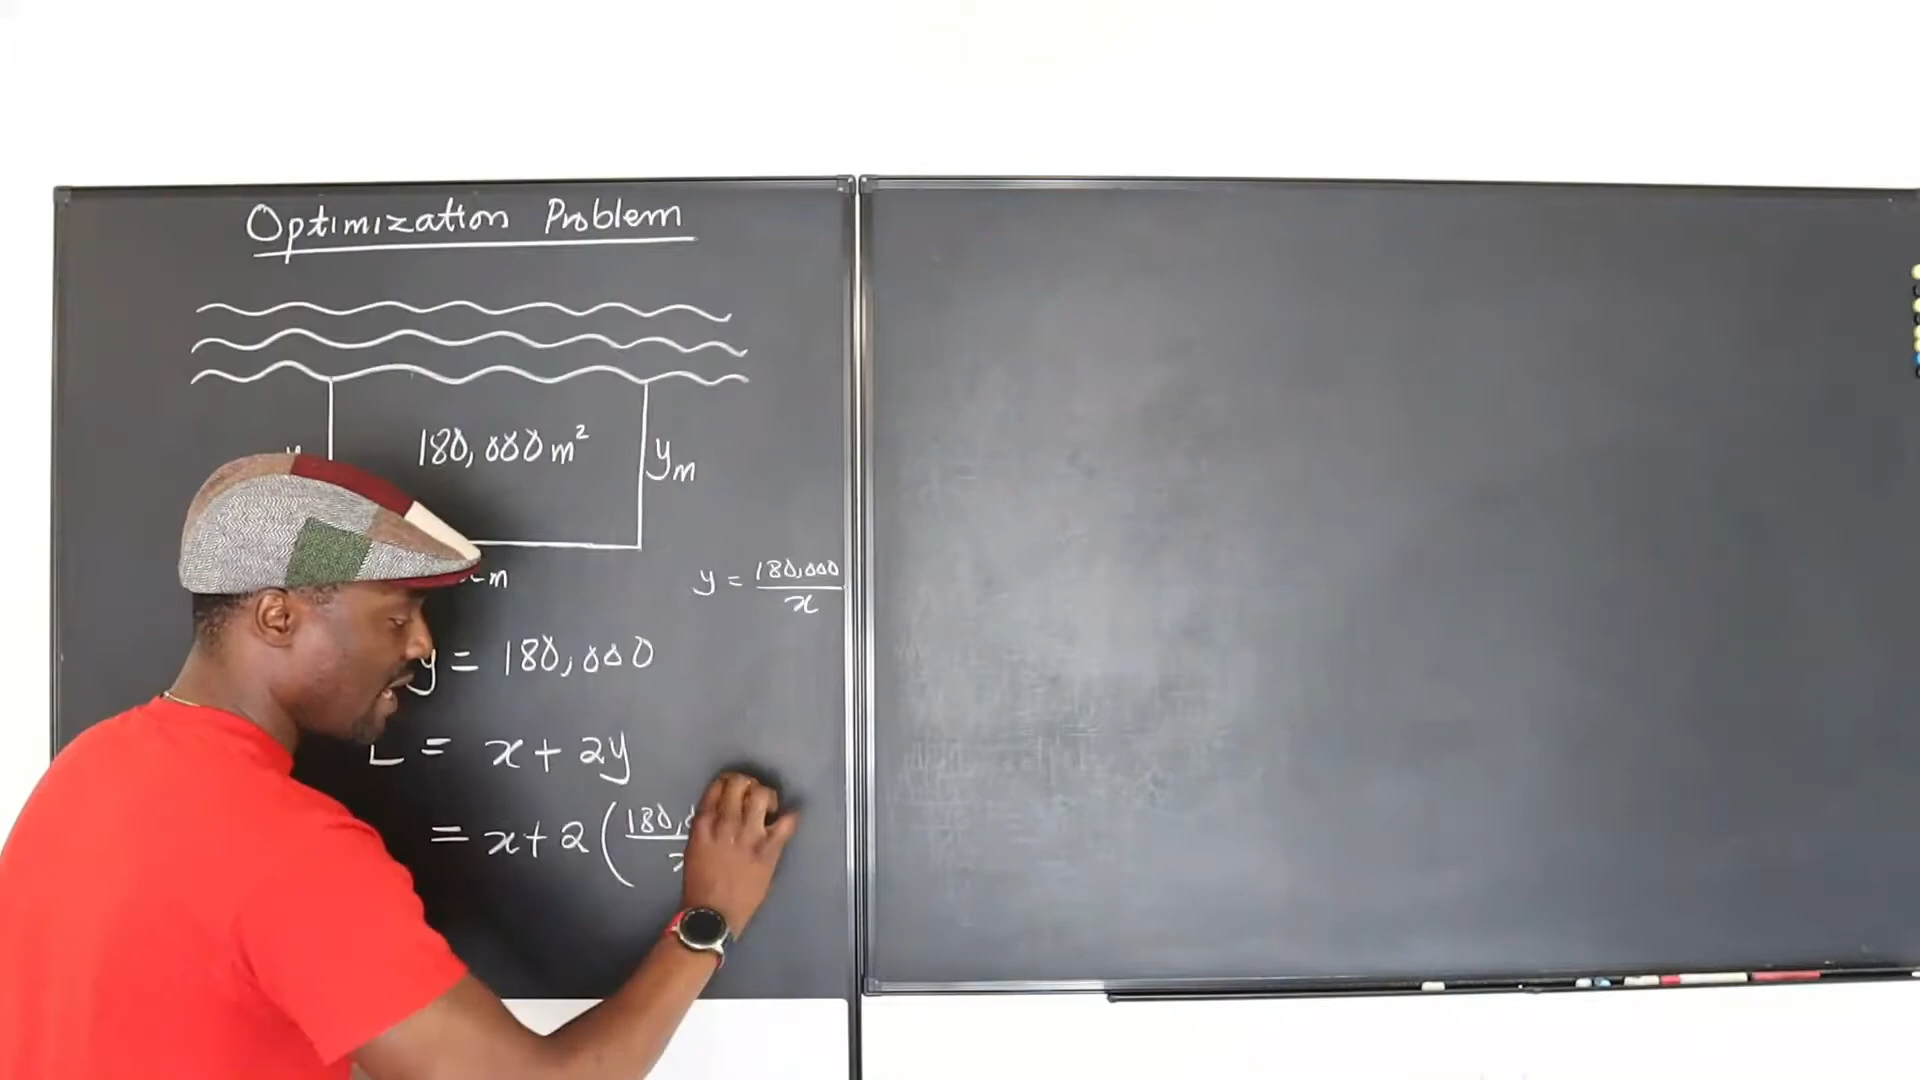 Optimization Problem
180,000 m²
y m
m
y = 180,000 / x
y = 180,000
L = x + 2y
= x + 2 ( 180,